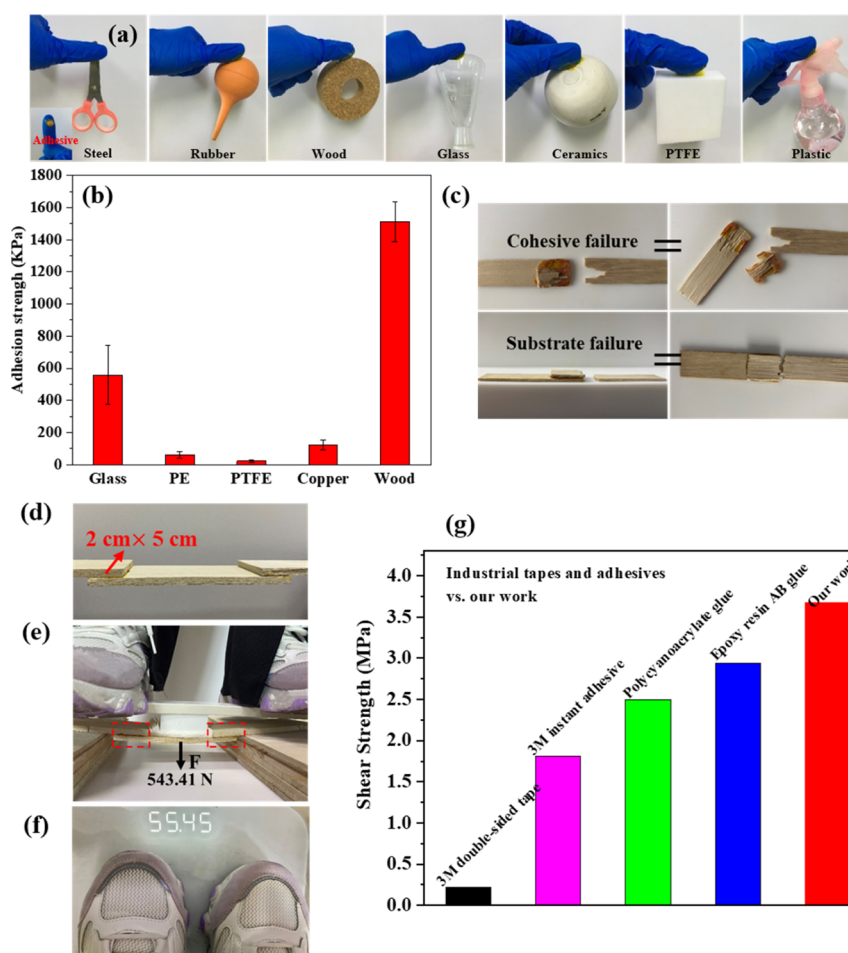 (a)
Adhesive
Steel
Rubber
Wood
Glass
Ceramics
PTFE
Plastic
(b)
Adhesion strengh (KPa)
1800
1600
1400
1200
1000
800
600
400
200
0
Glass
PE
PTFE
Copper
Wood
(c)
Cohesive failure
Substrate failure
(d)
2 cm× 5 cm
(e)
F
543.41 N
(f)
55.45
(g)
Industrial tapes and adhesives
vs. our work
Shear Strength (MPa)
4.0
3.5
3.0
2.5
2.0
1.5
1.0
0.5
0.0
3M double-sided tape
3M instant adhesive
Polycyanoacrylate glue
Epoxy resin AB glue
Our work